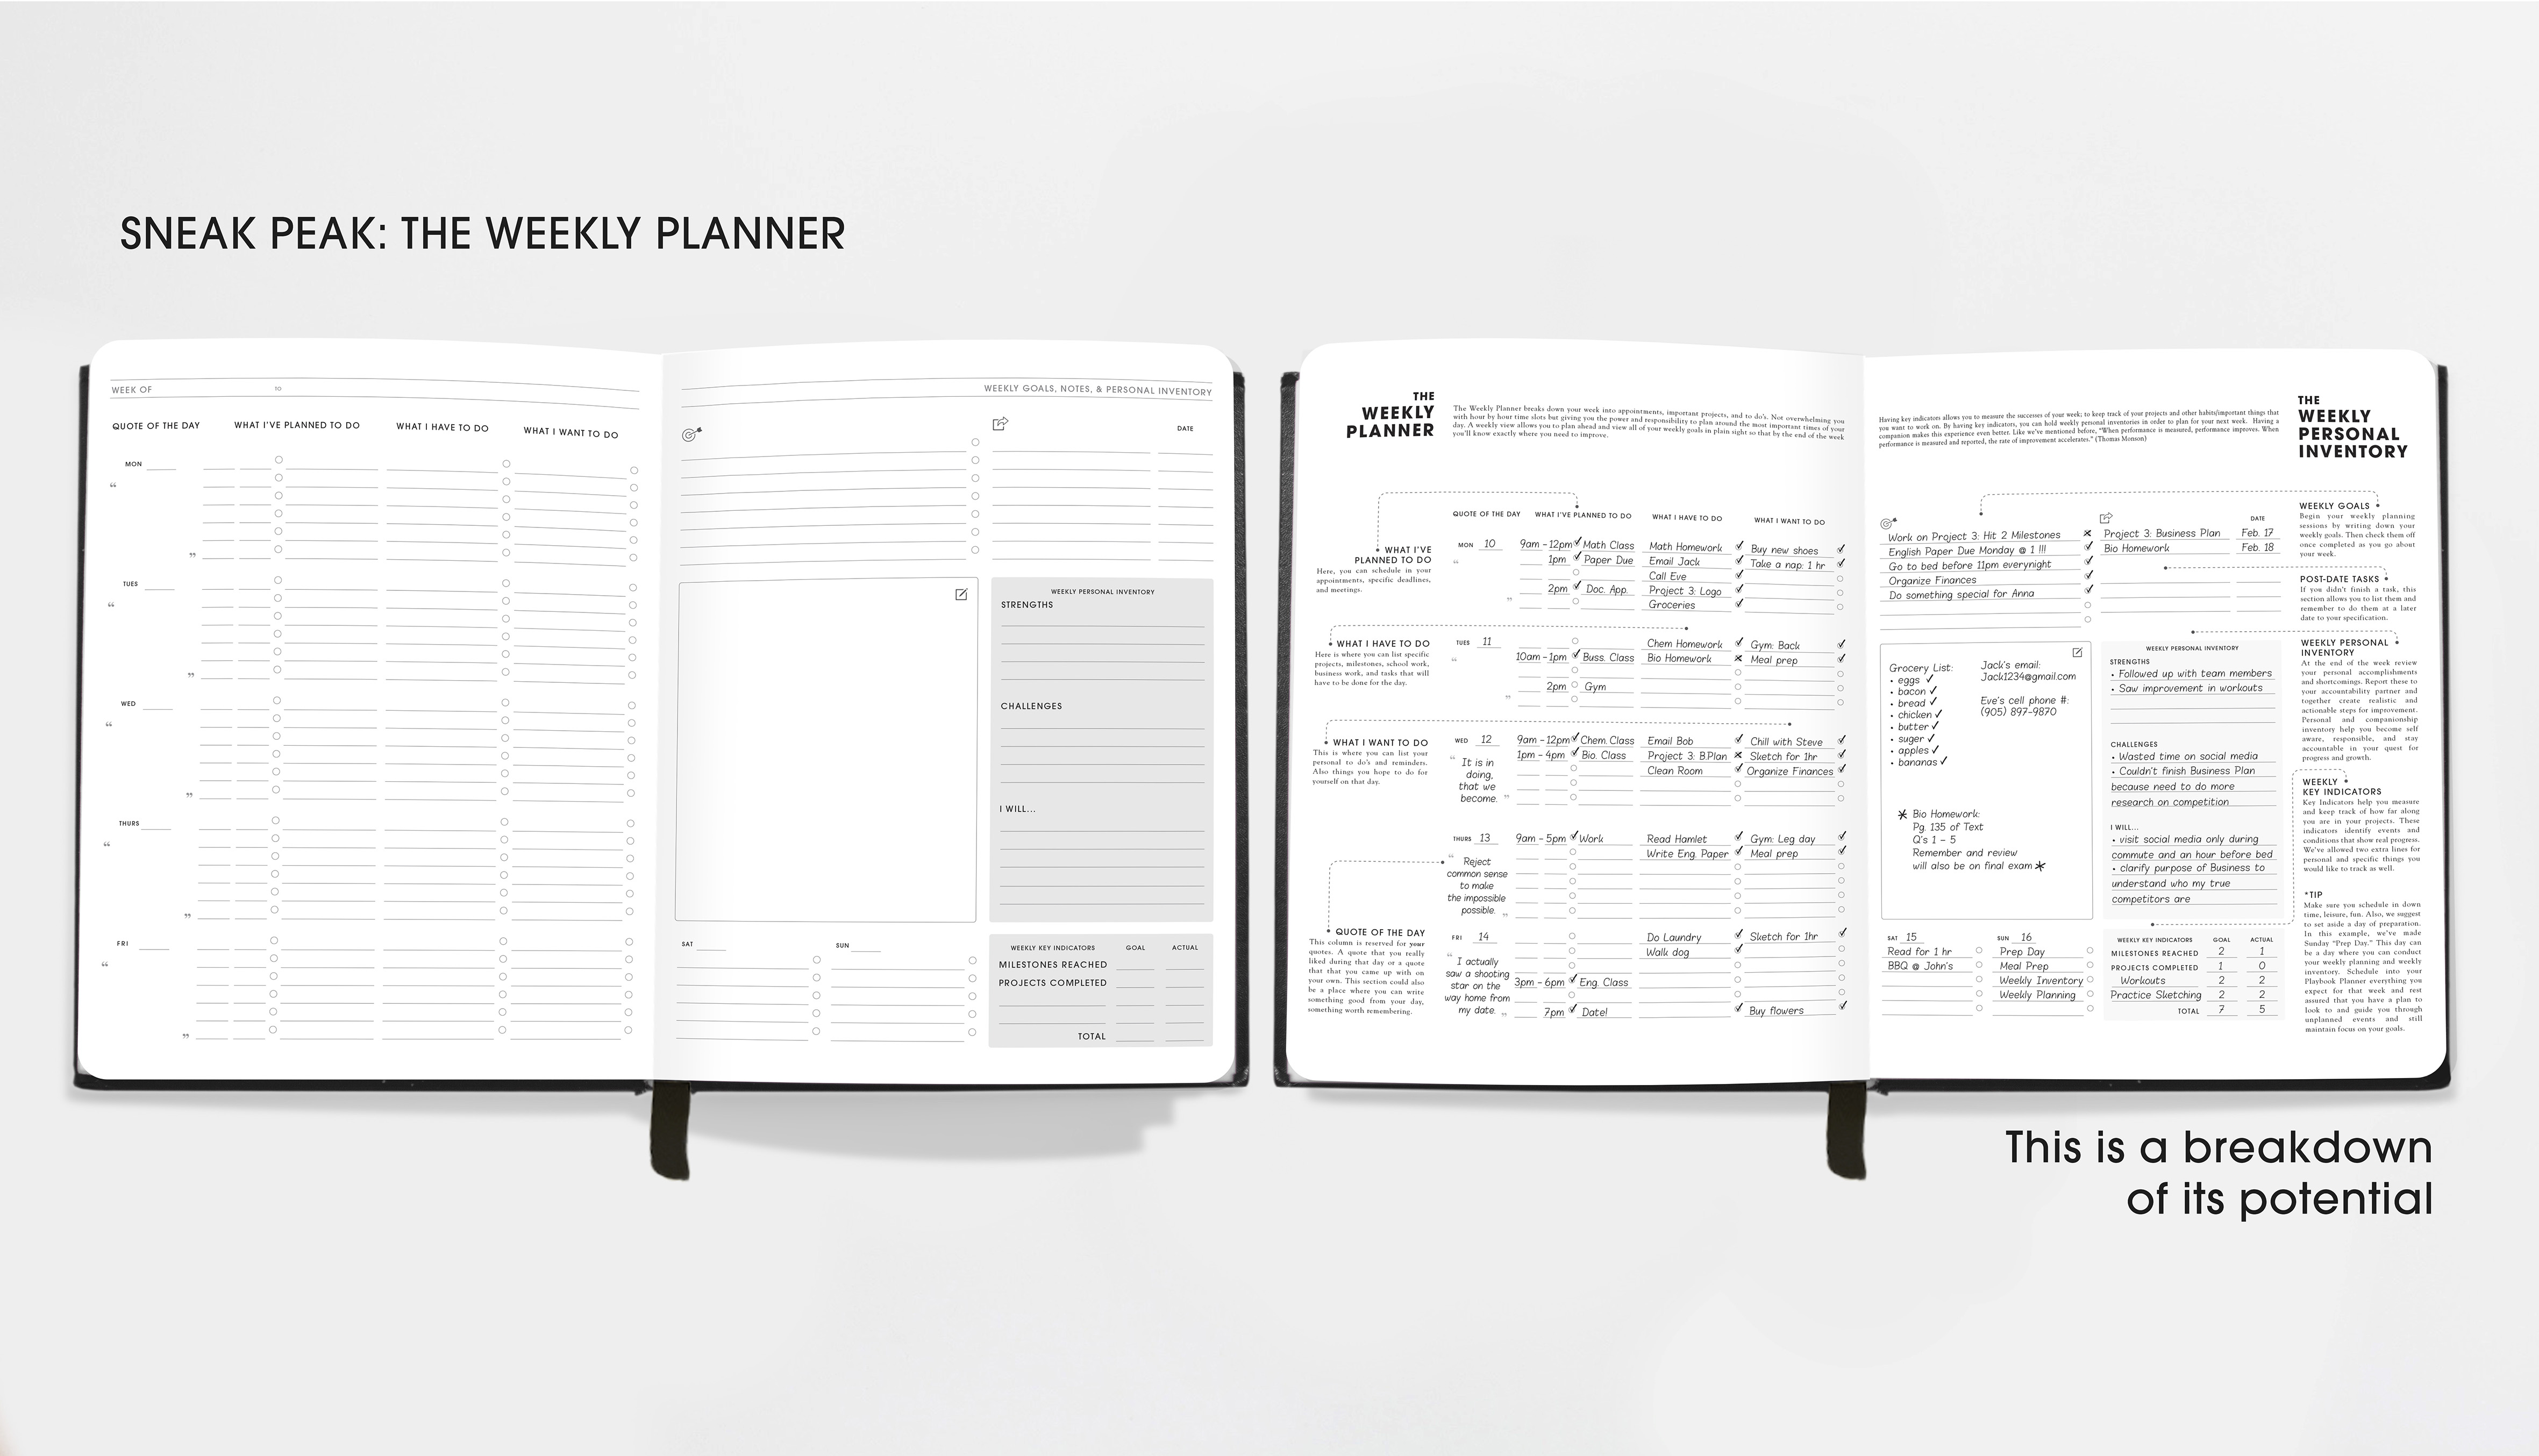 SNEAK PEAK: THE WEEKLY PLANNER
WEEK OF
TO
QUOTE OF THE DAY
WHAT I'VE PLANNED TO DO
WHAT I HAVE TO DO
WHAT I WANT TO DO
MON
“
”
TUES
“
”
WED
“
”
THURS
“
”
FRI
“
”
WEEKLY GOALS, NOTES, & PERSONAL INVENTORY
DATE
WEEKLY PERSONAL INVENTORY
STRENGTHS
CHALLENGES
I WILL...
SAT
SUN
WEEKLY KEY INDICATORS GOAL ACTUAL
MILESTONES REACHED
PROJECTS COMPLETED
TOTAL
THE
WEEKLY
PLANNER
The Weekly Planner breaks down your week into appointments, important projects, and to do's. Not overwhelming you
with hour by hour time slots but giving you the power and responsibility to plan around the most important times of your
day. A weekly view allows you to plan ahead and view all of your weekly goals in plain sight so that by the end of the week
you'll know exactly where you need to improve.
WHAT I'VE
PLANNED TO DO
Here, you can schedule in your
appointments, specific deadlines,
and meetings.
WHAT I HAVE TO DO
Here is where you can list specific
projects, milestones, school work,
business work, and tasks that will
have to be done for the day.
WHAT I WANT TO DO
This is where you can list your
personal to do's and reminders.
Also things you hope to do for
yourself on that day.
QUOTE OF THE DAY
This column is reserved for your
quotes. A quote that you really
liked during that day or a quote
that that you came up with on
your own. This section could also
be a place where you can write
something good from your day,
something worth remembering.
QUOTE OF THE DAY WHAT I'VE PLANNED TO DO WHAT I HAVE TO DO WHAT I WANT TO DO
MON 10 9am - 12pm Math Class Math Homework Buy new shoes
“ 1pm Paper Due Email Jack Take a nap: 1 hr
Call Eve
2pm Doc. App. Project 3: Logo
” Groceries
TUES 11 Chem Homework Gym: Back
“ 10am - 1pm Buss. Class Bio Homework Meal prep
” 2pm Gym
WED 12 9am - 12pm Chem. Class Email Bob Chill with Steve
1pm - 4pm Bio. Class Project 3: B.Plan Sketch for 1hr
Clean Room Organize Finances
“ It is in
doing,
that we
become. ”
THURS 13 9am - 5pm Work Read Hamlet Gym: Leg day
Write Eng. Paper Meal prep
“ Reject
common sense
to make
the impossible
possible. ”
FRI 14 Do Laundry Sketch for 1hr
Walk dog
“ I actually
saw a shooting
star on the
way home from
my date. ”
3pm - 6pm Eng. Class
7pm Date! Buy flowers
Having key indicators allows you to measure the successes of your week; to keep track of your projects and other habits/important things that
you want to work on. By having key indicators, you can hold weekly personal inventories in order to plan for your next week. Having a
companion makes this experience even better. Like we've mentioned before, "When performance is measured, performance improves. When
performance is measured and reported, the rate of improvement accelerates." (Thomas Monson)
THE
WEEKLY
PERSONAL
INVENTORY
Work on Project 3: Hit 2 Milestones
English Paper Due Monday @ 1 !!!
Go to bed before 11pm everynight
Organize Finances
Do something special for Anna
DATE
Project 3: Business Plan Feb. 17
Bio Homework Feb. 18
Grocery List:
• eggs ✓
• bacon ✓
• bread ✓
• chicken ✓
• butter ✓
• suger ✓
• apples ✓
• bananas ✓
Jack's email:
Jack1234@gmail.com
Eve's cell phone #:
(905) 897-9870
* Bio Homework:
Pg. 135 of Text
Q's 1 - 5
Remember and review
will also be on final exam *
WEEKLY PERSONAL INVENTORY
STRENGTHS
• Followed up with team members
• Saw improvement in workouts
CHALLENGES
• Wasted time on social media
• Couldn't finish Business Plan
because need to do more
research on competition
I WILL...
• visit social media only during
commute and an hour before bed
• clarify purpose of Business to
understand who my true
competitors are
SAT 15
Read for 1 hr
BBQ @ John's
SUN 16
Prep Day
Meal Prep
Weekly Inventory
Weekly Planning
WEEKLY KEY INDICATORS GOAL ACTUAL
MILESTONES REACHED 2 1
PROJECTS COMPLETED 1 0
Workouts 2 2
Practice Sketching 2 2
TOTAL 7 5
WEEKLY GOALS
Begin your weekly planning
sessions by writing down your
weekly goals. Then check them off
once completed as you go about
your week.
POST-DATE TASKS
If you didn't finish a task, this
section allows you to list them and
remember to do them at a later
date to your specification.
WEEKLY PERSONAL
INVENTORY
At the end of the week review
your personal accomplishments
and shortcomings. Report these to
your accountability partner and
together create realistic and
actionable steps for improvement.
Personal and companionship
inventory help you become self
aware, responsible, and stay
accountable in your quest for
progress and growth.
WEEKLY
KEY INDICATORS
Key Indicators help you measure
and keep track of how far along
you are in your projects. These
indicators identify events and
conditions that show real progress.
We've allowed two extra lines for
personal and specific things you
would like to track as well.
*TIP
Make sure you schedule in down
time, leisure, fun. Also, we suggest
to set aside a day of preparation.
In this example, we've made
Sunday "Prep Day." This day can
be a day where you can conduct
your weekly planning and weekly
inventory. Schedule into your
Playbook Planner everything you
expect for that week and rest
assured that you have a plan to
look to and guide you through
unplanned events and still
maintain focus on your goals.
This is a breakdown
of its potential